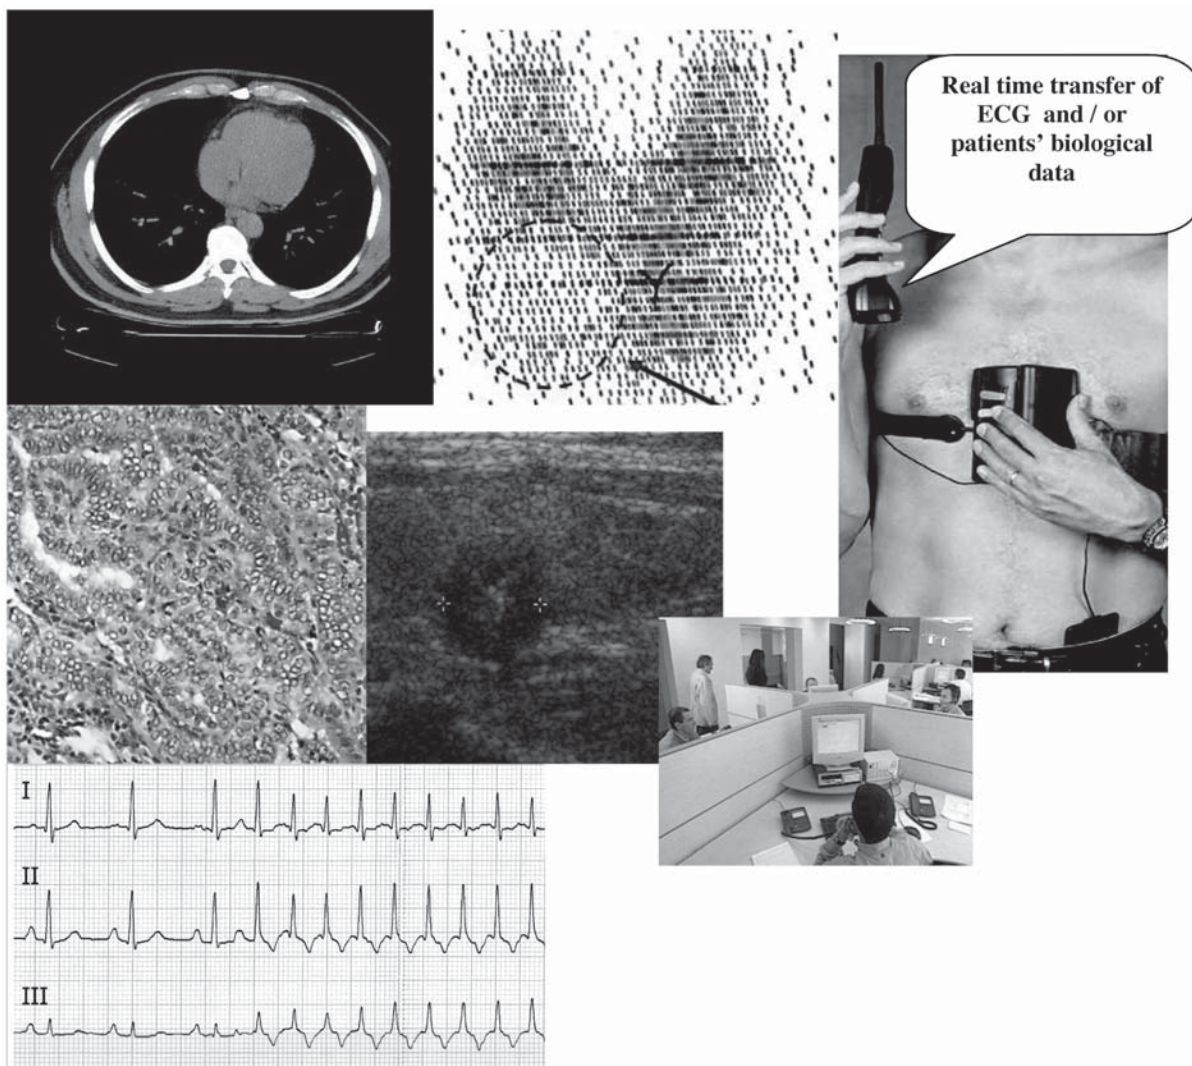 Real time transfer of
ECG and / or
patients' biological
data
I
II
III